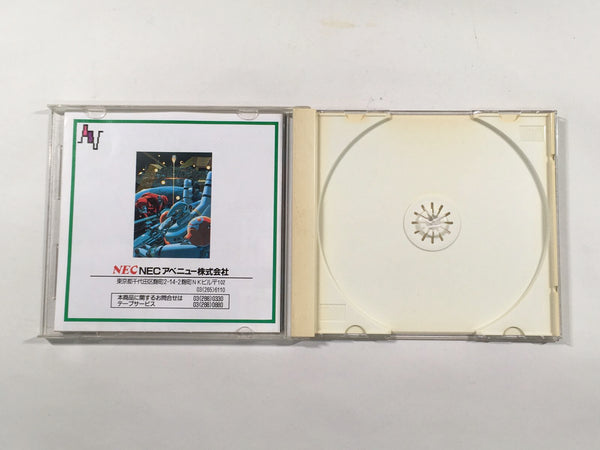 NEC NECアベニュー株式会社
東京都千代田区麹町2-14-2麹町NKビル/〒102
03(265)6110
本商品に関するお問合せは 03(288)0330
テープサービス 03(288)0880